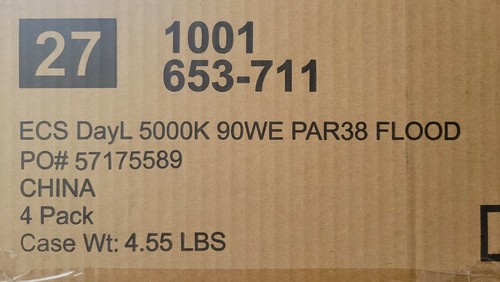 27
1001
653-711
ECS DayL 5000K 90WE PAR38 FLOOD
PO# 57175589
CHINA
4 Pack
Case Wt: 4.55 LBS